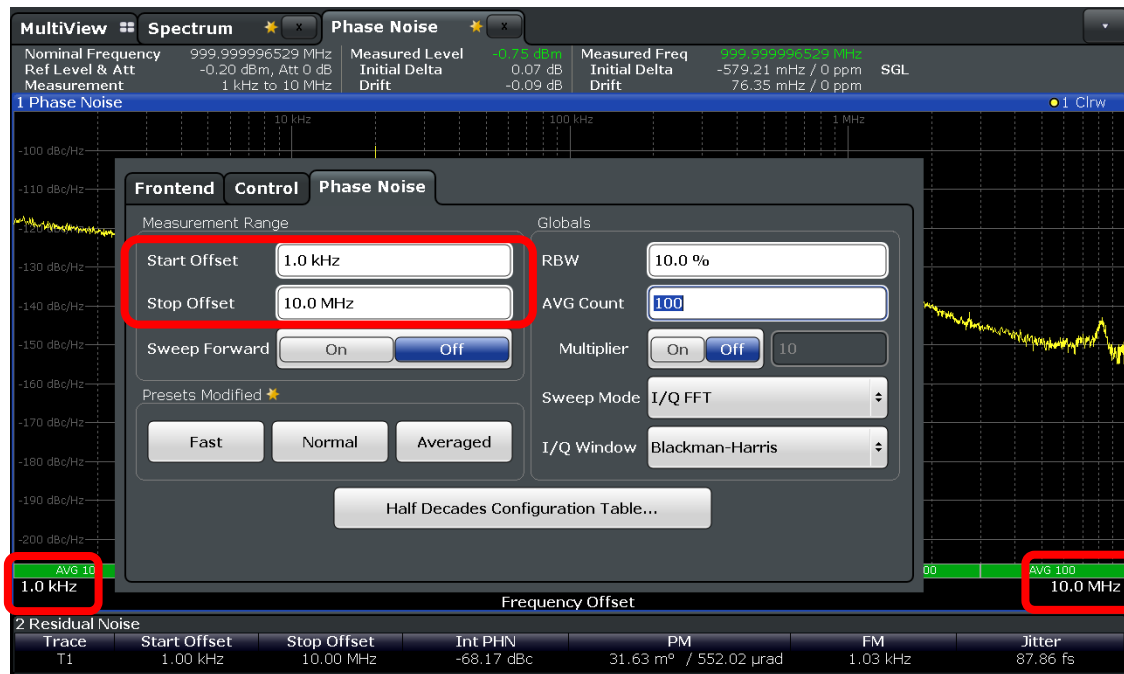 MultiView Spectrum x Phase Noise x
Nominal Frequency 999.999996529 MHz Measured Level -0.75 dBm Measured Freq 999.999996529 MHz
Ref Level & Att -0.20 dBm, Att 0 dB Initial Delta 0.07 dB Initial Delta -579.21 mHz / 0 ppm SGL
Measurement 1 kHz to 10 MHz Drift -0.09 dB Drift 76.35 mHz / 0 ppm
1 Phase Noise 1 Clrw
10 kHz 100 kHz 1 MHz
-100 dBc/Hz
-110 dBc/Hz
-120 dBc/Hz
-130 dBc/Hz
-140 dBc/Hz
-150 dBc/Hz
-160 dBc/Hz
-170 dBc/Hz
-180 dBc/Hz
-190 dBc/Hz
-200 dBc/Hz
Frontend Control Phase Noise
Measurement Range
Start Offset 1.0 kHz
Stop Offset 10.0 MHz
Sweep Forward On Off
Presets Modified
Fast Normal Averaged
Globals
RBW 10.0 %
AVG Count 100
Multiplier On Off 10
Sweep Mode I/Q FFT
I/Q Window Blackman-Harris
Half Decades Configuration Table...
AVG 10 00 AVG 100
1.0 kHz 10.0 MHz
Frequency Offset
2 Residual Noise
Trace Start Offset Stop Offset Int PHN PM FM Jitter
T1 1.00 kHz 10.00 MHz -68.17 dBc 31.63 m° / 552.02 µrad 1.03 kHz 87.86 fs